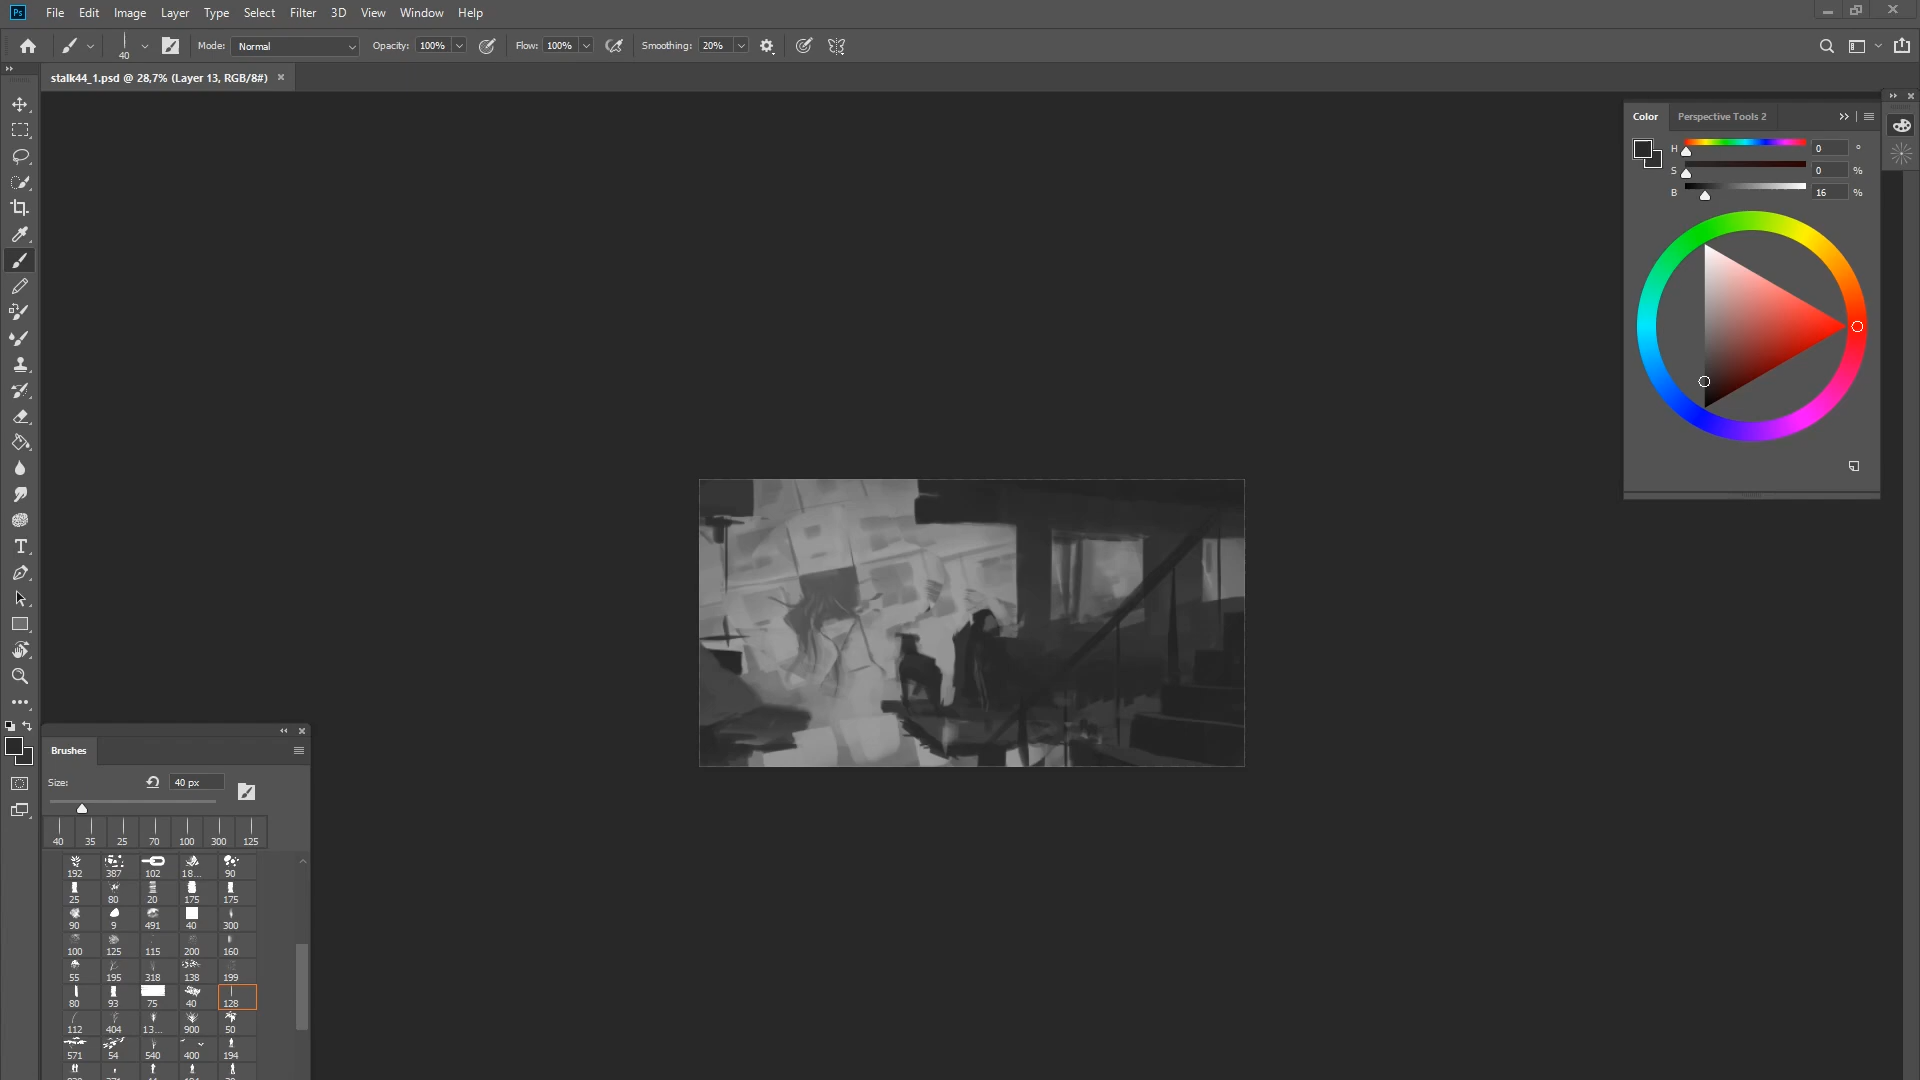 Ps File Edit Image Layer Type Select Filter 3D View Window Help
40 Mode: Normal Opacity: 100% Flow: 100% Smoothing: 20%
stalk44_1.psd @ 28,7% (Layer 13, RGB/8#)
Color Perspective Tools 2
H 0 °
S 0 %
B 16 %
Brushes
Size: 40 px
40 35 25 70 100 300 125
192 387 102 18... 90
25 80 20 175 175
90 9 491 40 300
100 125 115 200 160
55 195 318 138 199
80 93 75 40 128
112 404 13... 900 50
571 54 540 400 194